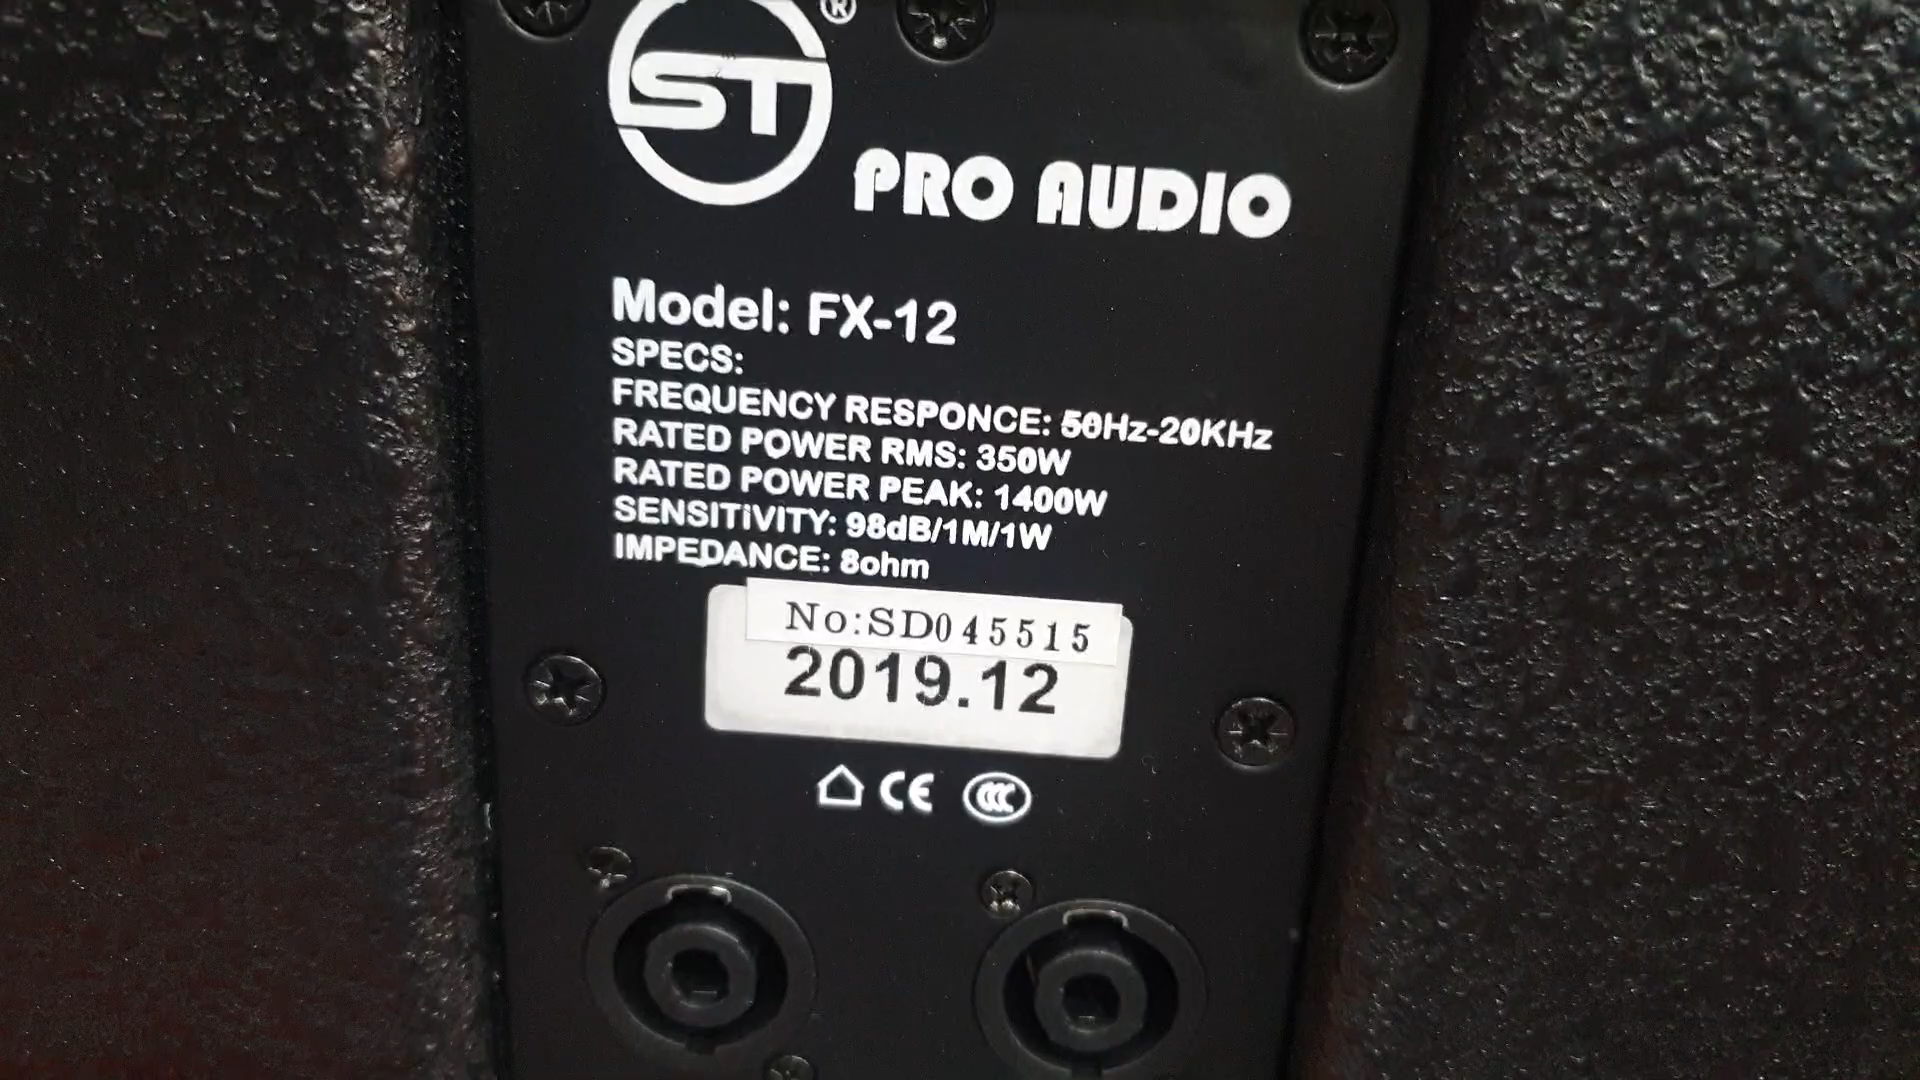 ST ®
PRO AUDIO
Model: FX-12
SPECS:
FREQUENCY RESPONCE: 50Hz-20KHz
RATED POWER RMS: 350W
RATED POWER PEAK: 1400W
SENSITIVITY: 98dB/1M/1W
IMPEDANCE: 8ohm
No:SD045515
2019.12
CE CCC